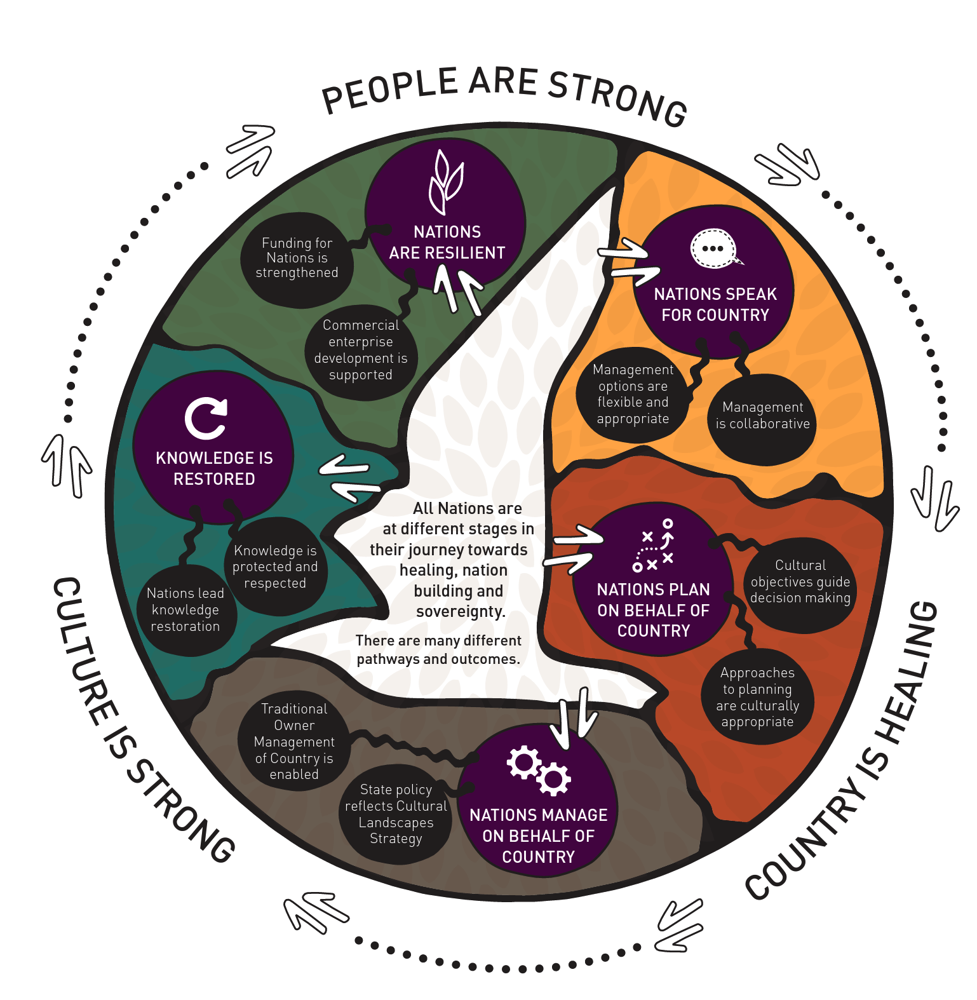 PEOPLE ARE STRONG
NATIONS
ARE RESILIENT
Funding for
Nations is
strengthened
Commercial
enterprise
development is
supported
NATIONS SPEAK
FOR COUNTRY
Management
options are
flexible and
appropriate
Management
is collaborative
KNOWLEDGE IS
RESTORED
Knowledge is
protected and
respected
Nations lead
knowledge
restoration
All Nations are
at different stages in
their journey towards
healing, nation
building and
sovereignty.
There are many different
pathways and outcomes.
NATIONS PLAN
ON BEHALF OF
COUNTRY
Cultural
objectives guide
decision making
Approaches
to planning
are culturally
appropriate
Traditional
Owner
Management
of Country is
enabled
State policy
reflects Cultural
Landscapes
Strategy
NATIONS MANAGE
ON BEHALF OF
COUNTRY
CULTURE IS STRONG
COUNTRY IS HEALING